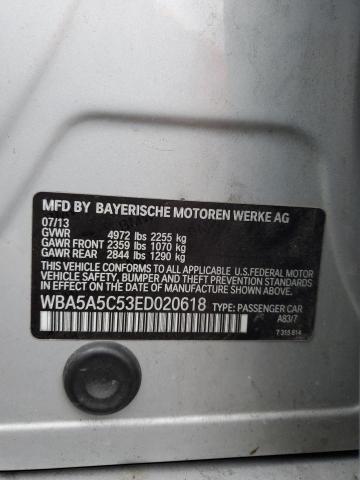 MFD BY BAYERISCHE MOTOREN WERKE AG
07/13
GVWR 4972 lbs 2255 kg
GAWR FRONT 2359 lbs 1070 kg
GAWR REAR 2844 lbs 1290 kg
THIS VEHICLE CONFORMS TO ALL APPLICABLE U.S.FEDERAL MOTOR
VEHICLE SAFETY, BUMPER, AND THEFT PREVENTION STANDARDS
IN EFFECT ON THE DATE OF MANUFACTURE SHOWN ABOVE.
WBA5A5C53ED020618 TYPE: PASSENGER CAR
A83/7
7 315 814